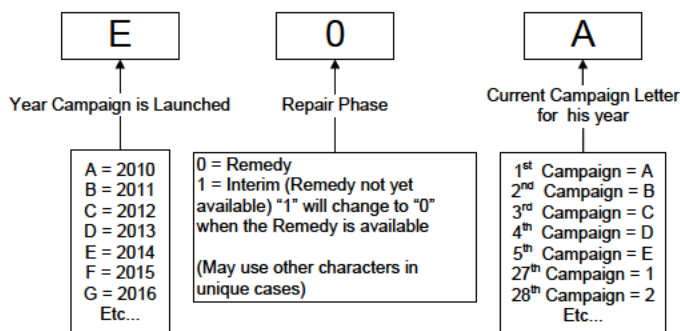 E 0 A
Year Campaign is Launched
Repair Phase
Current Campaign Letter
for his year
A = 2010
B = 2011
C = 2012
D = 2013
E = 2014
F = 2015
G = 2016
Etc...
0 = Remedy
1 = Interim (Remedy not yet
available) “1” will change to “0”
when the Remedy is available
(May use other characters in
unique cases)
1st Campaign = A
2nd Campaign = B
3rd Campaign = C
4th Campaign = D
5th Campaign = E
27th Campaign = 1
28th Campaign = 2
Etc...